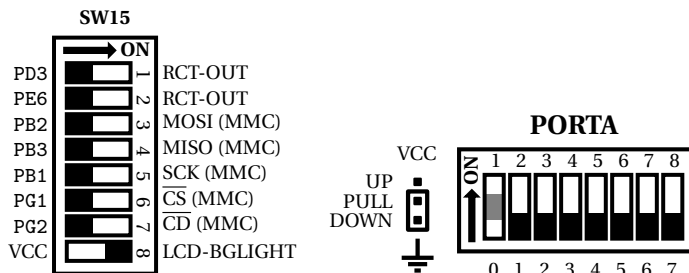 SW15
ON
PD3 1 RCT-OUT
PE6 2 RCT-OUT
PB2 3 MOSI (MMC)
PB3 4 MISO (MMC)
PB1 5 SCK (MMC)
PG1 6 CS (MMC)
PG2 7 CD (MMC)
VCC 8 LCD-BGLIGHT
VCC
UP
PULL
DOWN
PORTA
ON
1 2 3 4 5 6 7 8
0 1 2 3 4 5 6 7